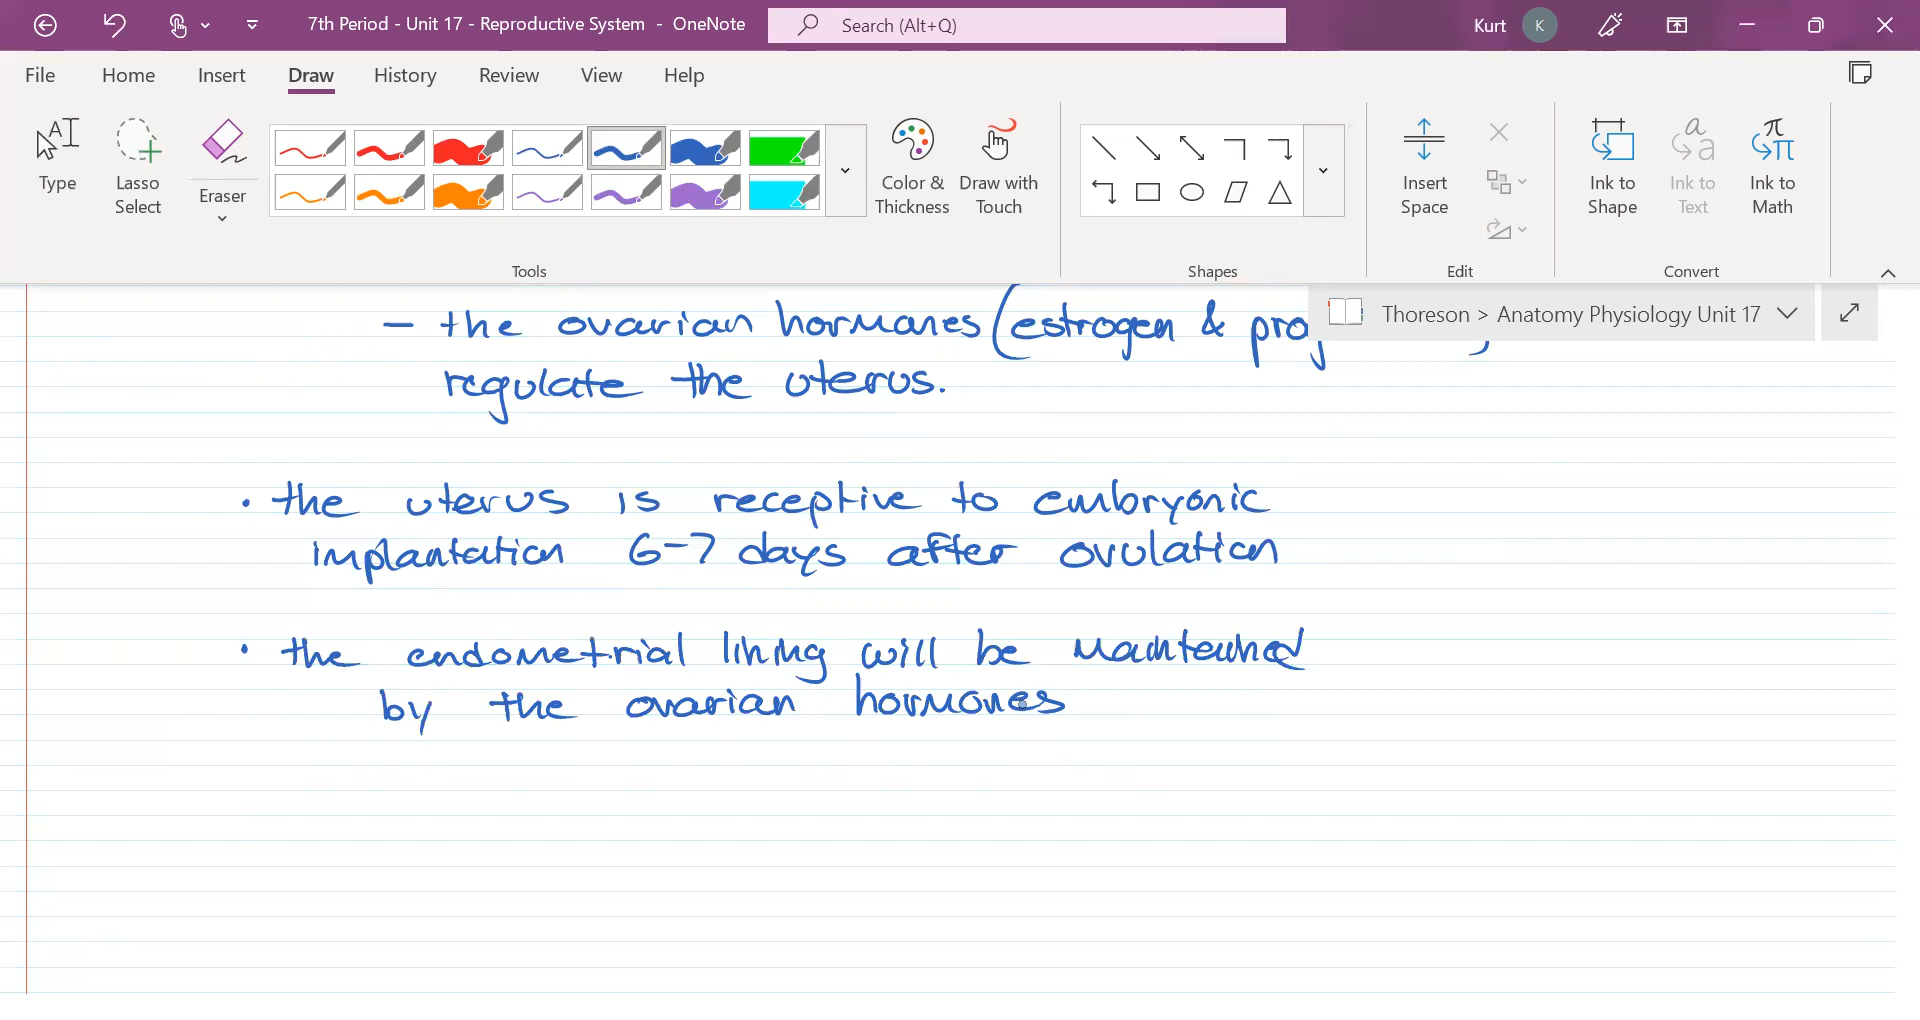 7th Period - Unit 17 - Reproductive System - OneNote
Search (Alt+Q)
Kurt K
File Home Insert Draw History Review View Help
Type
Lasso Select
Eraser
Color & Thickness
Draw with Touch
Insert Space
Ink to Shape
Ink to Text
Ink to Math
Tools Shapes Edit Convert
Thoreson > Anatomy Physiology Unit 17
– the ovarian hormones (estrogen &
regulate the uterus.
• the uterus is receptive to embryonic
implantation 6-7 days after ovulation
• the endometrial lining will be maintained
by the ovarian hormones